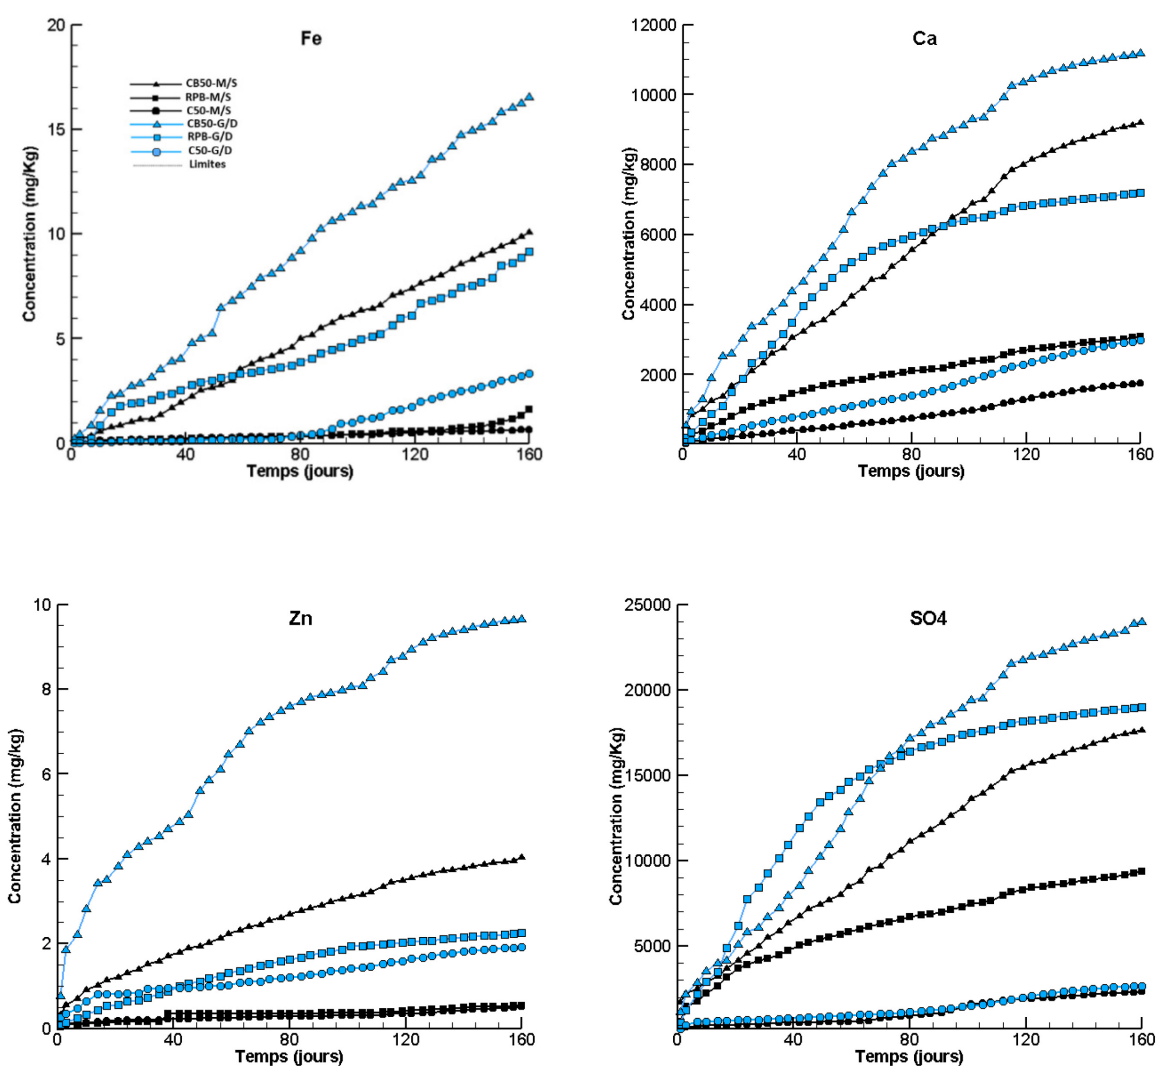 Fe
Concentration (mg/Kg)
20
15
10
5
0
CB50-M/S
RPB-M/S
C50-M/S
CB50-G/D
RPB-G/D
C50-G/D
Limites
0 40 80 120 160
Temps (jours)
Ca
Concentration (mg/Kg)
12000
10000
8000
6000
4000
2000
0 40 80 120 160
Temps (jours)
Zn
Concentration (mg/kg)
10
8
6
4
2
0
0 40 80 120 160
Temps (jours)
SO4
Concentration (mg/Kg)
25000
20000
15000
10000
5000
0 40 80 120 160
Temps (jours)